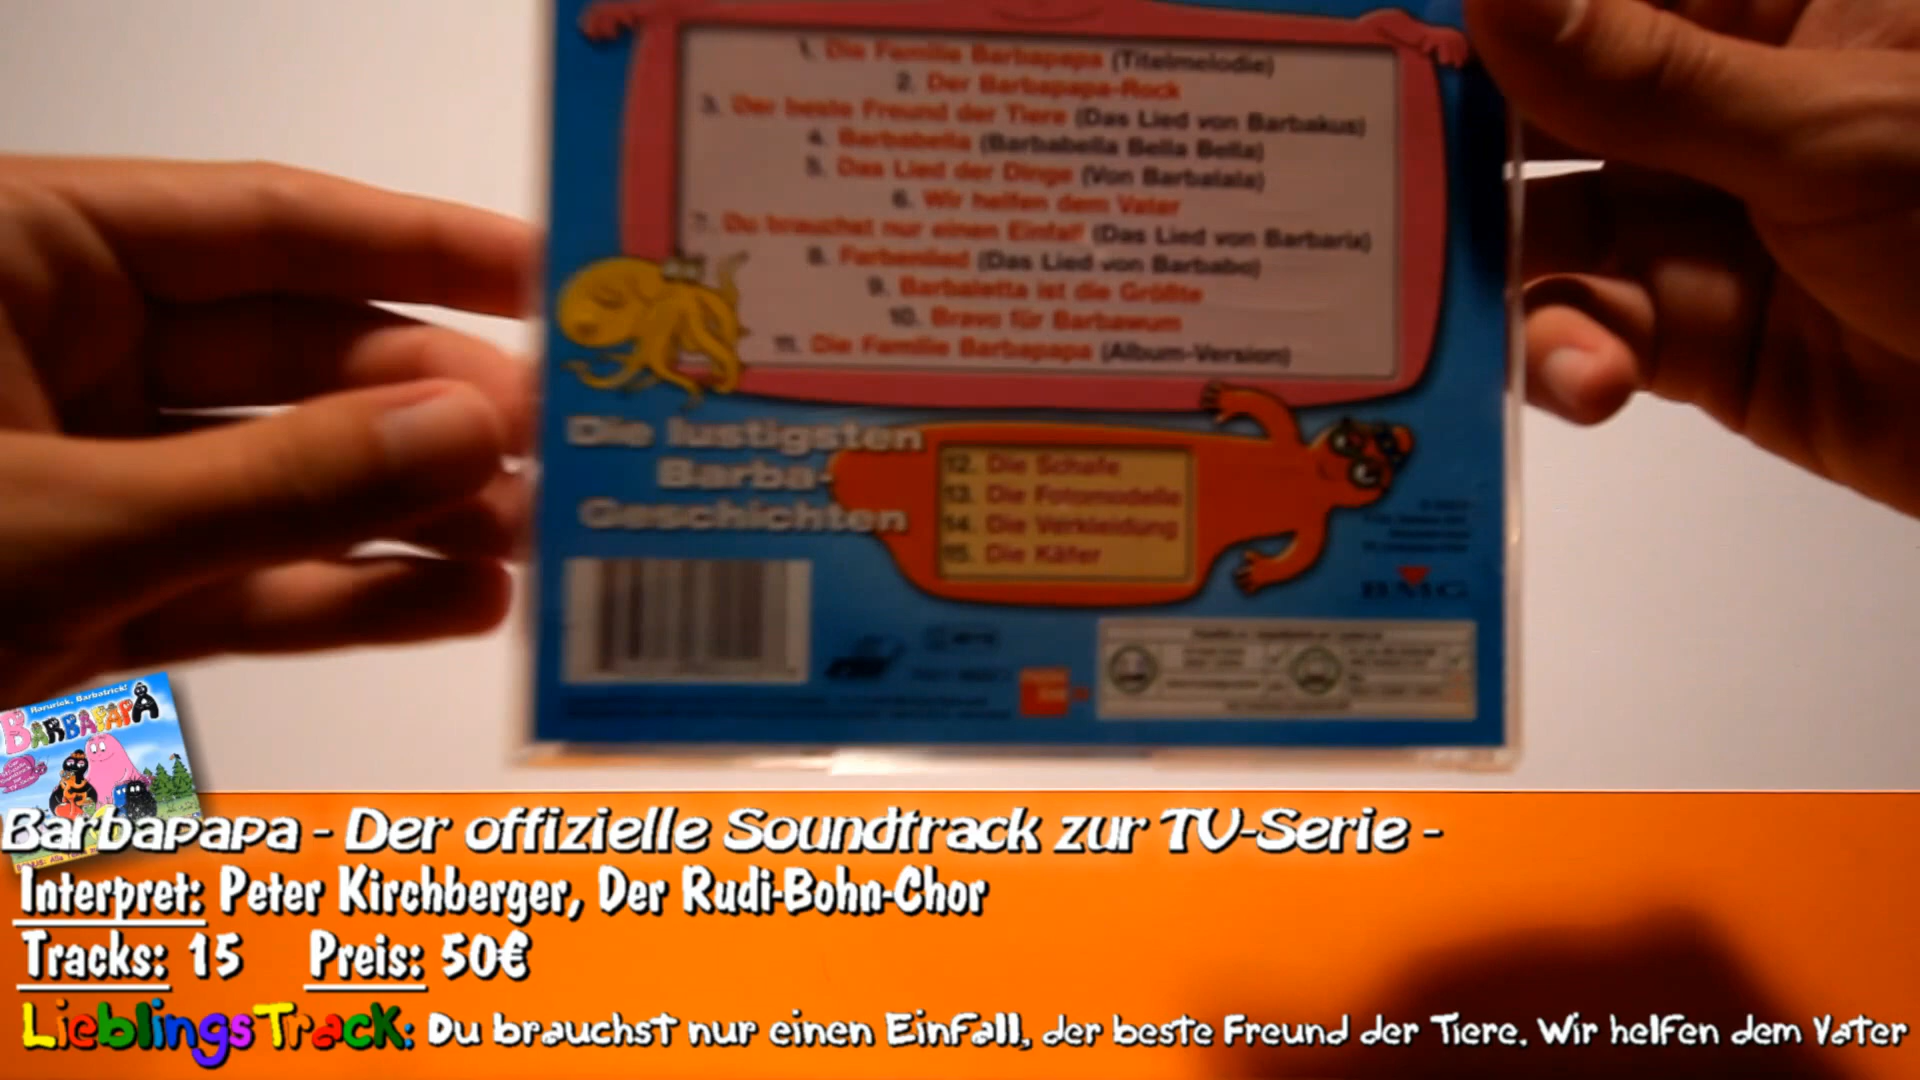 1. Die Familie Barbapapa (Titelmelodie)
2. Der Barbapapa-Rock
3. Der beste Freund der Tiere (Das Lied von Barbakus)
4. Barbabella (Barbabella Bella Bella)
5. Das Lied der Dinge (Von Barbalala)
6. Wir helfen dem Vater
7. Du brauchst nur einen Einfall (Das Lied von Barbarix)
8. Farbenlied (Das Lied von Barbabo)
9. Barbaletta ist die Größte
10. Bravo für Barbawum
11. Die Familie Barbapapa (Album-Version)
Die lustigsten
Barba-
Geschichten
12. Die Schafe
13. Die Fotomodelle
14. Die Verkleidung
15. Die Käfer
BMG
Barbatrick!
BARBAPAPA
Barbapapa - Der offizielle Soundtrack zur TV-Serie -
Interpret: Peter Kirchberger, Der Rudi-Bohn-Chor
Tracks: 15 Preis: 50€
LieblingsTrack: Du brauchst nur einen Einfall, der beste Freund der Tiere. Wir helfen dem Vater